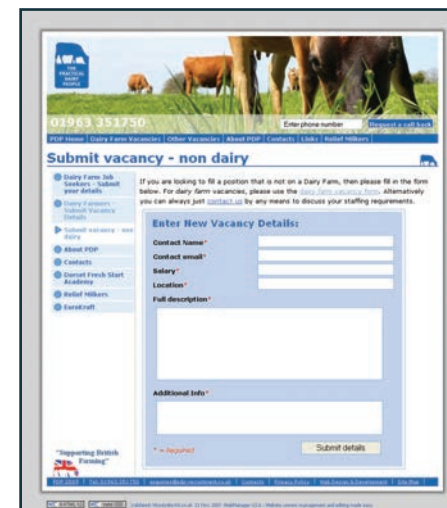 THE
PRACTICAL
DAIRY
PEOPLE
01963 351750
Enter phone number
Request a call back
PDP Home | Dairy Farm Vacancies | Other Vacancies | About PDP | Contacts | Links | Relief Milkers
Submit vacancy - non dairy
Dairy Farm Job
Seekers - Submit
your details
Dairy Farmers -
Submit Vacancy
Details
Submit vacancy - non
dairy
About PDP
Contacts
Dorset Fresh Start
Academy
Relief Milkers
EuroKraft
If you are looking to fill a position that is not on a Dairy Farm, then please fill in the form
below. For dairy farm vacancies, please use the dairy farm vacancy form. Alternatively
you can always just contact us by any means to discuss your staffing requirements.
Enter New Vacancy Details:
Contact Name*
Contact email*
Salary*
Location*
Full description*
Additional Info*
* = Required
Submit details
"Supporting British
Farming"